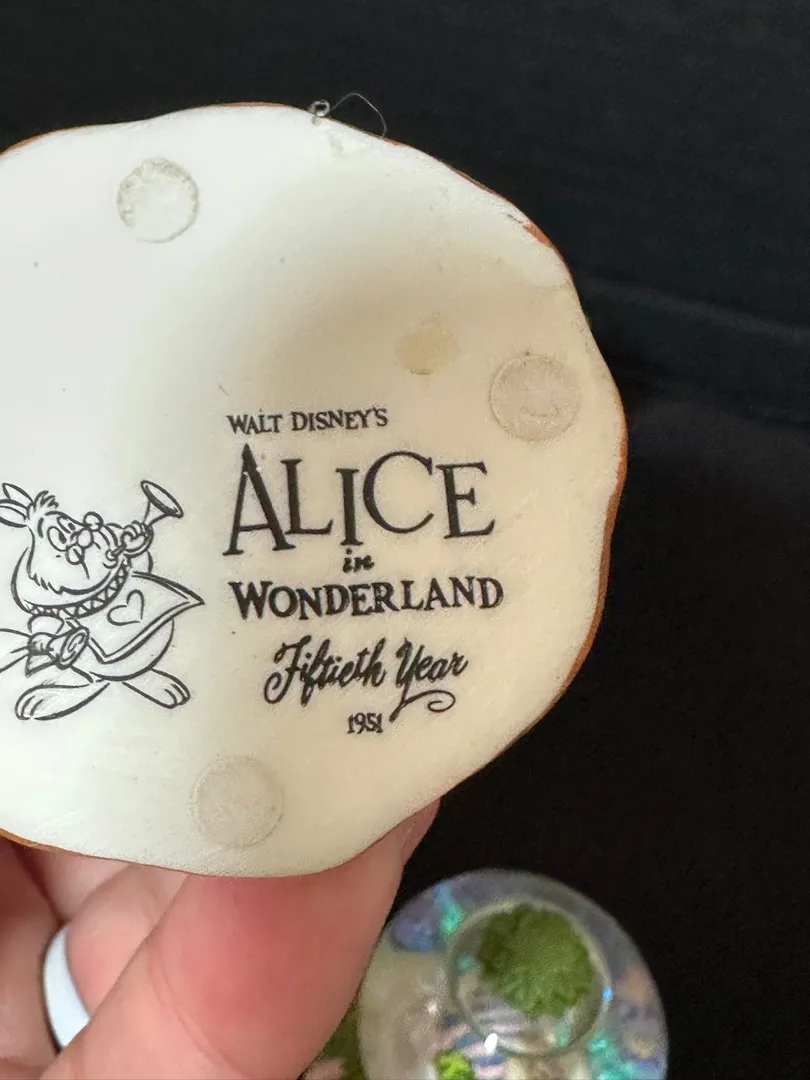 WALT DISNEY'S
ALICE
in
WONDERLAND
Fiftieth Year
1951